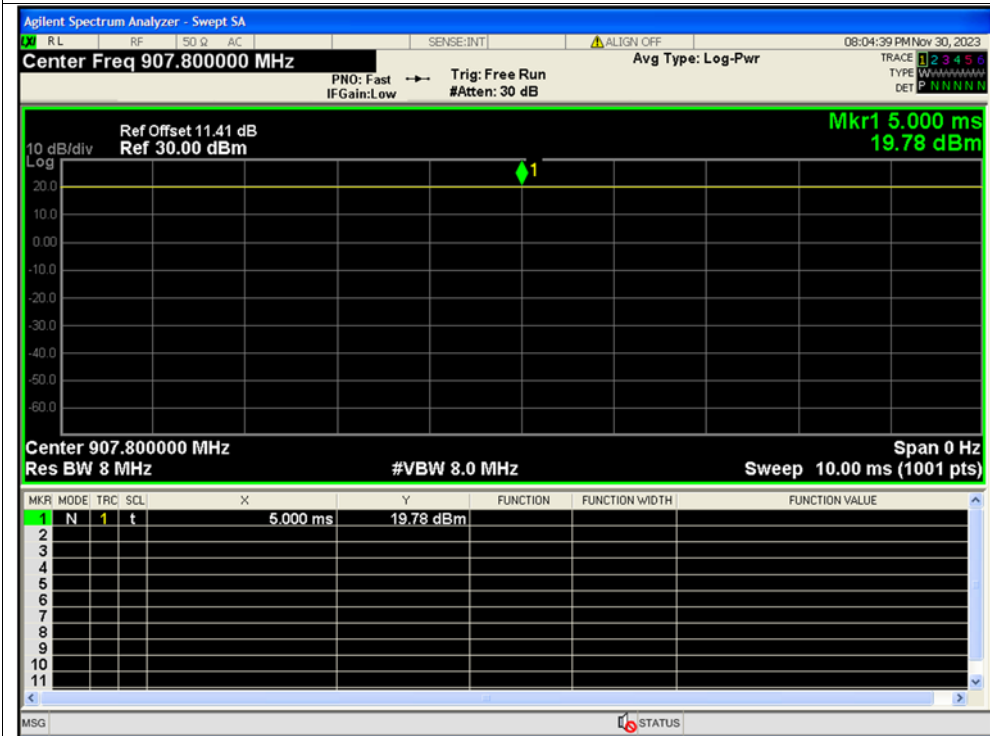 Agilent Spectrum Analyzer - Swept SA
RL RF 50 Ω AC SENSE:INT ALIGN OFF 08:04:39 PM Nov 30, 2023
Center Freq 907.800000 MHz
Avg Type: Log-Pwr
TRACE 1 2 3 4 5 6
PNO: Fast Trig: Free Run
TYPE W
IFGain:Low #Atten: 30 dB
DET P N N N N N
Mkr1 5.000 ms
19.78 dBm
Ref Offset 11.41 dB
10 dB/div Ref 30.00 dBm
Log
1
20.0
10.0
0.00
-10.0
-20.0
-30.0
-40.0
-50.0
-60.0
Center 907.800000 MHz Span 0 Hz
Res BW 8 MHz #VBW 8.0 MHz Sweep 10.00 ms (1001 pts)
MKR MODE TRC SCL X Y FUNCTION FUNCTION WIDTH FUNCTION VALUE
1 N 1 t 5.000 ms 19.78 dBm
2
3
4
5
6
7
8
9
10
11
MSG STATUS